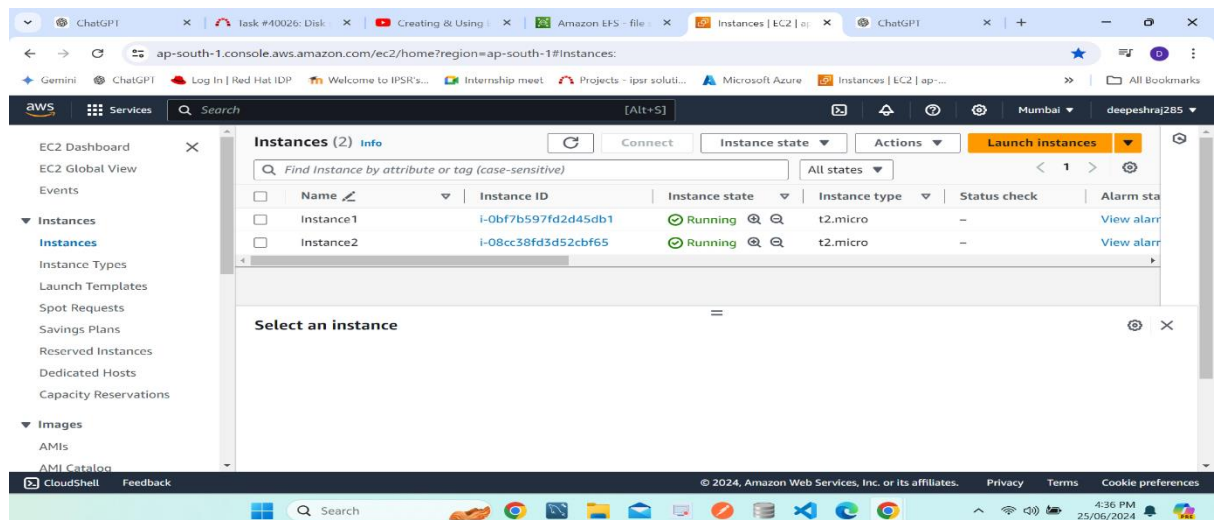 ChatGPT Task #40026: Disk Creating & Using Amazon EFS - file s Instances | EC2 | ap ChatGPT
ap-south-1.console.aws.amazon.com/ec2/home?region=ap-south-1#Instances:
D
Gemini ChatGPT Log In | Red Hat IDP Welcome to IPSR's... Internship meet Projects - ipsr soluti... Microsoft Azure Instances | EC2 | ap-... » All Bookmarks
aws Services Search [Alt+S] Mumbai deepeshraj285
EC2 Dashboard
EC2 Global View
Events
Instances
Instances
Instance Types
Launch Templates
Spot Requests
Savings Plans
Reserved Instances
Dedicated Hosts
Capacity Reservations
Images
AMIs
AMI Catalog
Instances (2) Info Connect Instance state Actions Launch instances
Find Instance by attribute or tag (case-sensitive) All states 1
Name Instance ID Instance state Instance type Status check Alarm sta
Instance1 i-0bf7b597fd2d45db1 Running t2.micro – View alarr
Instance2 i-08cc38fd3d52cbf65 Running t2.micro – View alarr
Select an instance
CloudShell Feedback © 2024, Amazon Web Services, Inc. or its affiliates. Privacy Terms Cookie preferences
Search 4:36 PM
25/06/2024
PRE